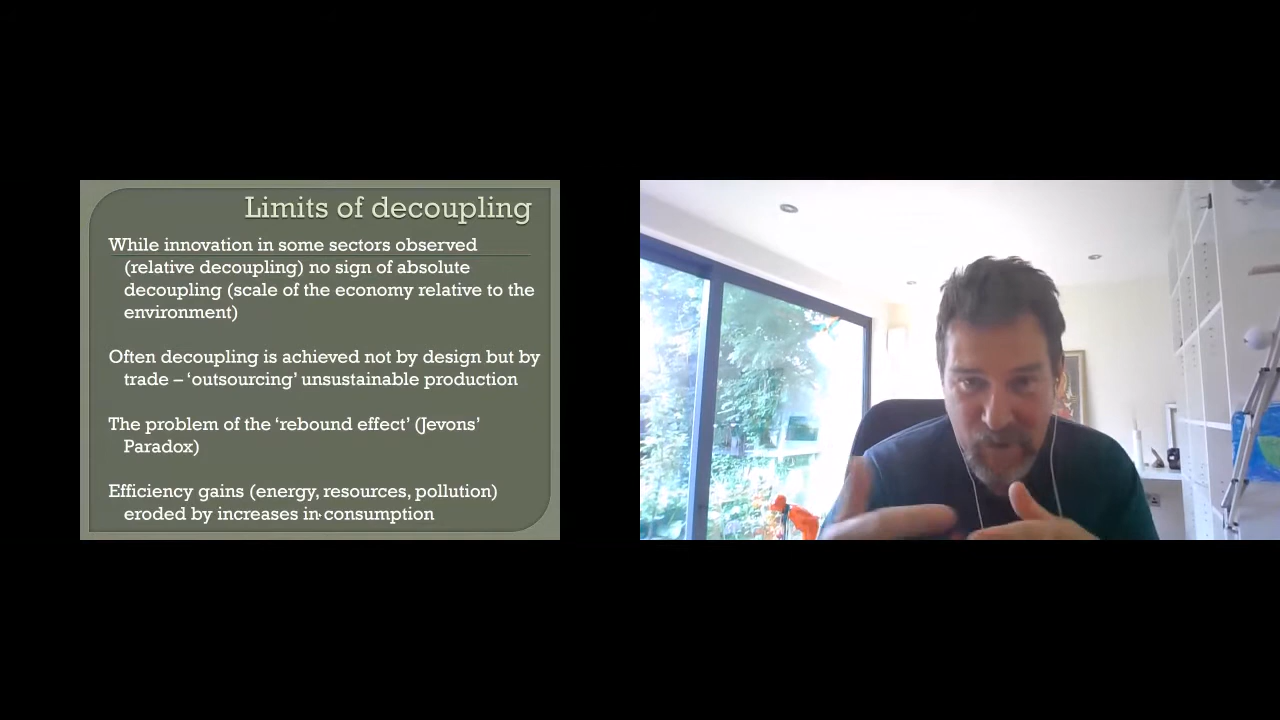 Limits of decoupling
While innovation in some sectors observed
(relative decoupling) no sign of absolute
decoupling (scale of the economy relative to the
environment)
Often decoupling is achieved not by design but by
trade – ‘outsourcing’ unsustainable production
The problem of the ‘rebound effect’ (Jevons’
Paradox)
Efficiency gains (energy, resources, pollution)
eroded by increases in consumption